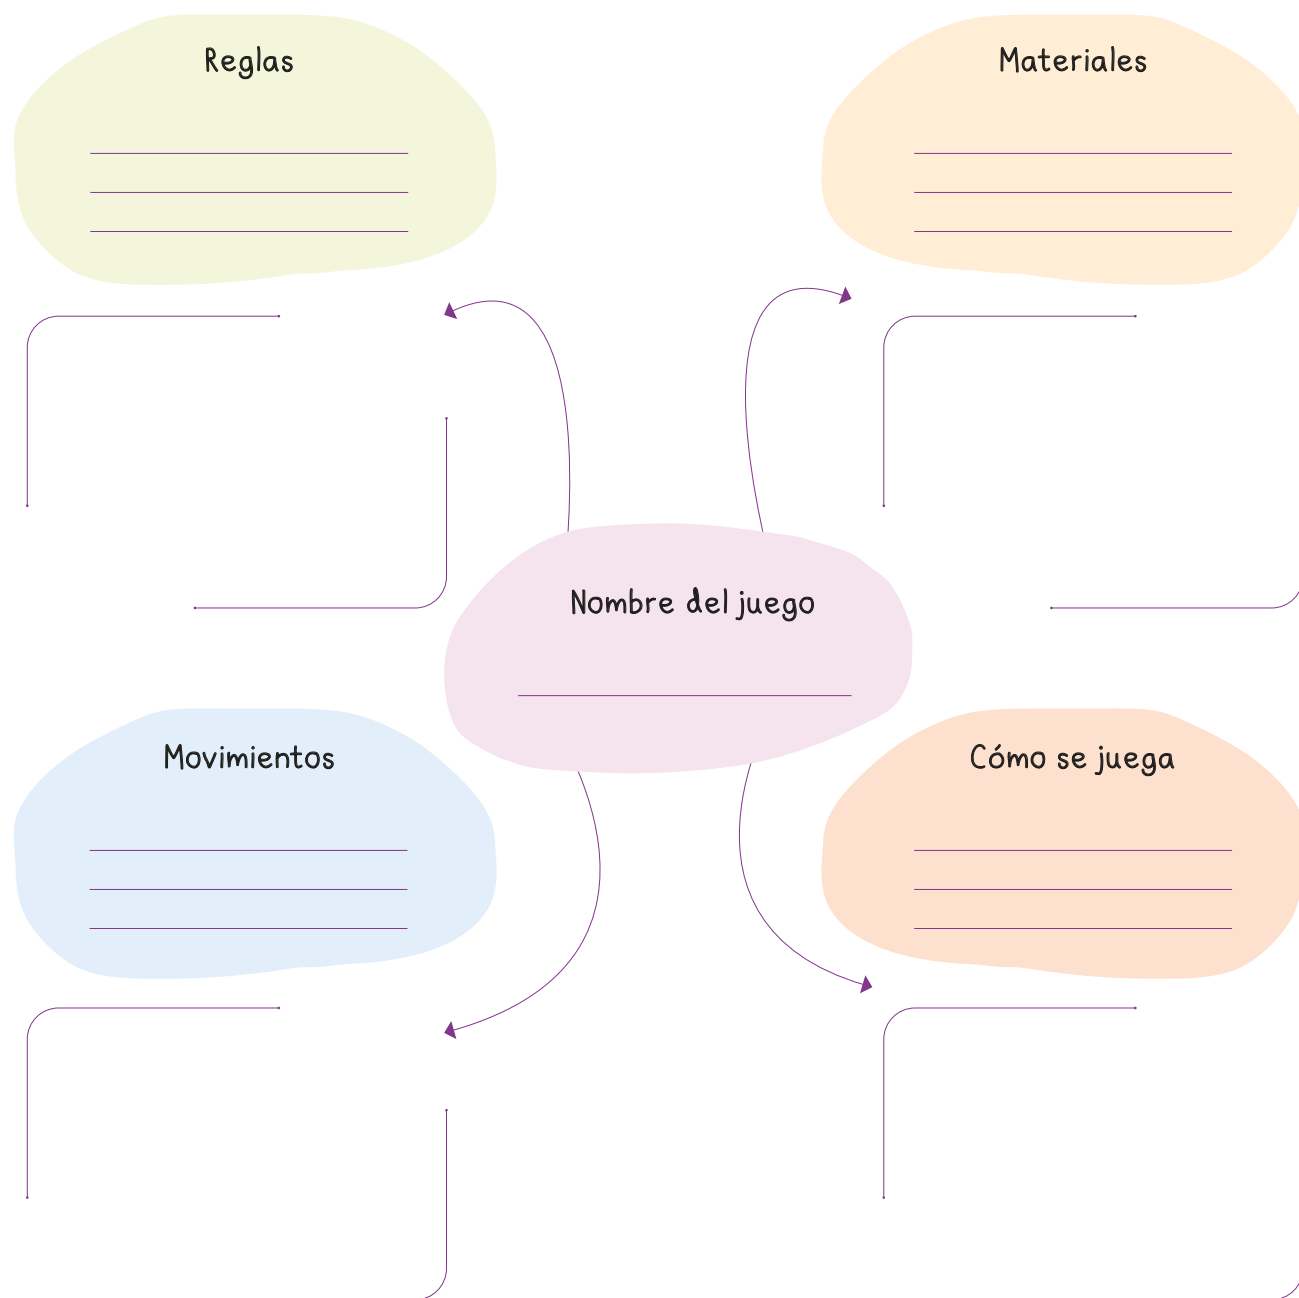 Reglas
Materiales
Nombre del juego
Movimientos
Cómo se juega